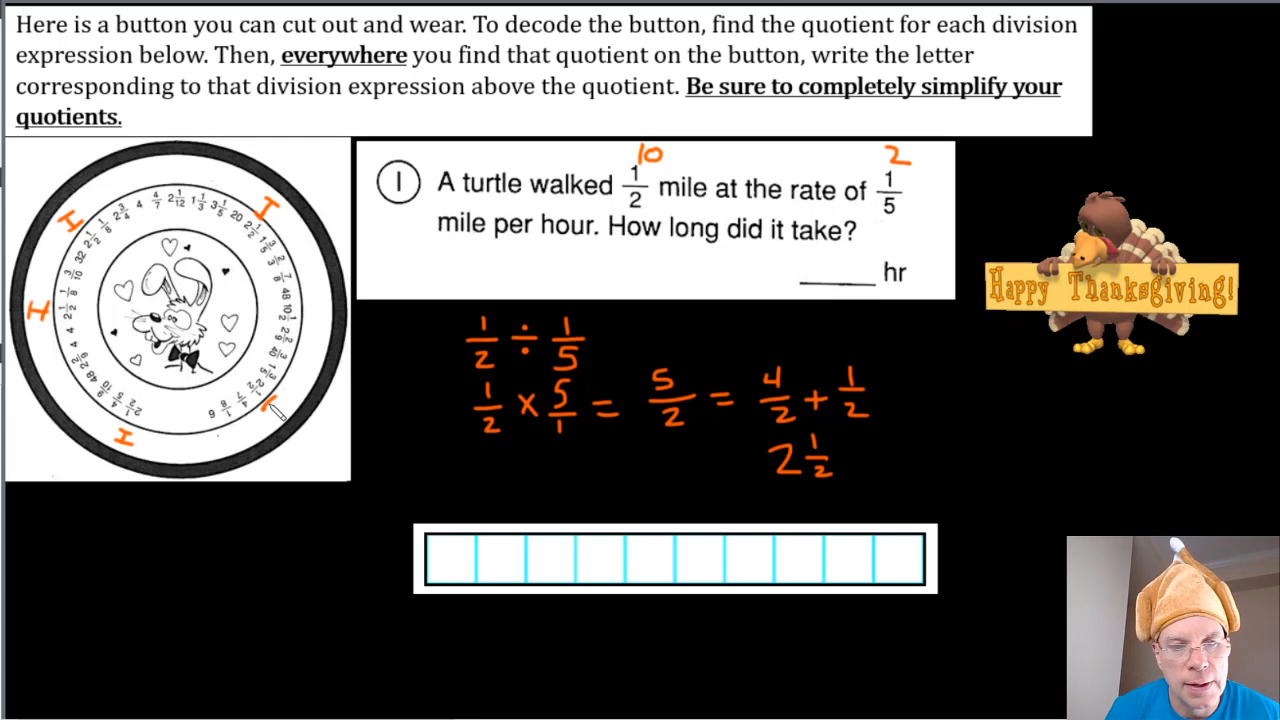 Here is a button you can cut out and wear. To decode the button, find the quotient for each division
expression below. Then, everywhere you find that quotient on the button, write the letter
corresponding to that division expression above the quotient. Be sure to completely simplify your
quotients.
10 2
1 A turtle walked 1/2 mile at the rate of 1/5
mile per hour. How long did it take?
____ hr
Happy Thanksgiving!
1/2 ÷ 1/5
1/2 × 5/1 = 5/2 = 4/2 + 1/2
2 1/2
I
I
I
I